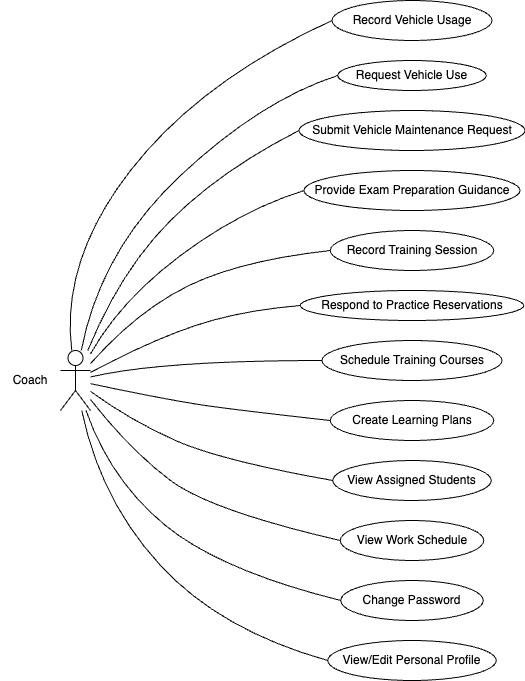 Record Vehicle Usage
Request Vehicle Use
Submit Vehicle Maintenance Request
Provide Exam Preparation Guidance
Record Training Session
Respond to Practice Reservations
Schedule Training Courses
Coach
Create Learning Plans
View Assigned Students
View Work Schedule
Change Password
View/Edit Personal Profile